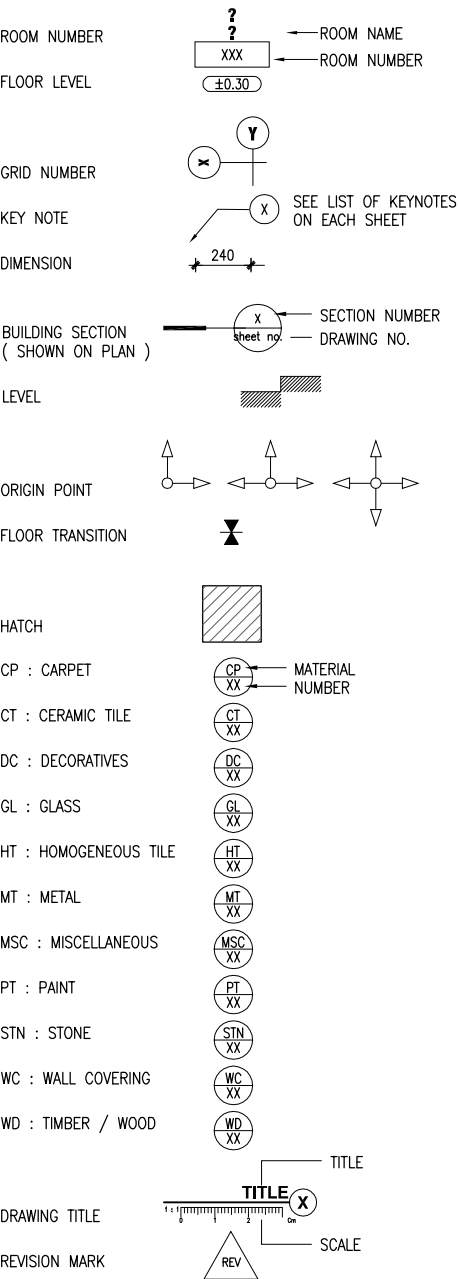 ?
ROOM NUMBER ? ROOM NAME
XXX ROOM NUMBER
FLOOR LEVEL ±0.30
Y
GRID NUMBER X
KEY NOTE X SEE LIST OF KEYNOTES
ON EACH SHEET
DIMENSION 240
BUILDING SECTION X SECTION NUMBER
( SHOWN ON PLAN ) sheet no. DRAWING NO.
LEVEL
ORIGIN POINT
FLOOR TRANSITION
HATCH
CP : CARPET CP MATERIAL
XX NUMBER
CT : CERAMIC TILE CT
XX
DC : DECORATIVES DC
XX
GL : GLASS GL
XX
HT : HOMOGENEOUS TILE HT
XX
MT : METAL MT
XX
MSC : MISCELLANEOUS MSC
XX
PT : PAINT PT
XX
STN : STONE STN
XX
WC : WALL COVERING WC
XX
WD : TIMBER / WOOD WD
XX
TITLE
TITLE X
DRAWING TITLE 1 : 1 0 1 2 Cm
SCALE
REVISION MARK REV